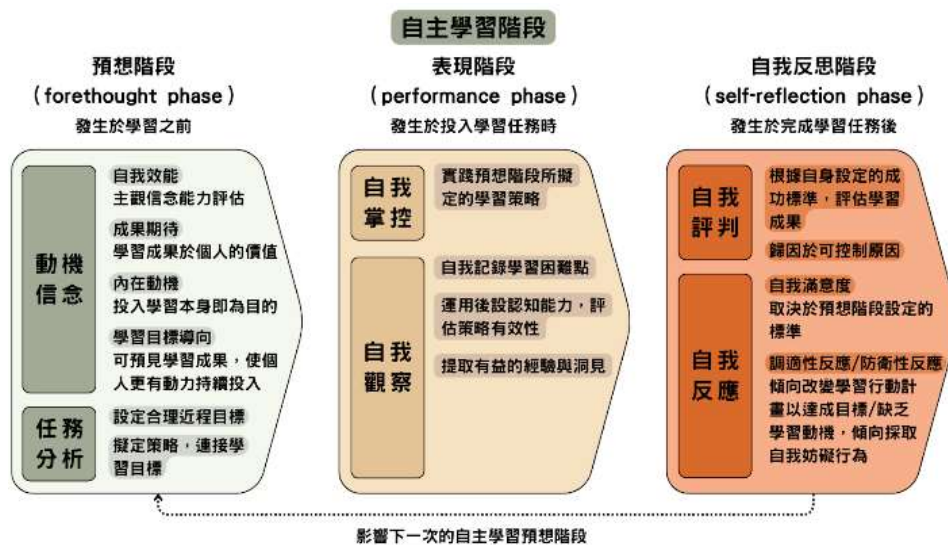 自主學習階段
預想階段
(forethought phase)
發生於學習之前
動機
信念
自我效能
主觀信念能力評估
成果期待
學習成果於個人的價值
內在動機
投入學習本身即為目的
學習目標導向
可預見學習成果，使個
人更有動力持續投入
任務
分析
設定合理近程目標
擬定策略，連接學
習目標
表現階段
(performance phase)
發生於投入學習任務時
自我
掌控
實踐預想階段所擬
定的學習策略
自我
觀察
自我記錄學習困難點
運用後設認知能力，評
估策略有效性
提取有益的經驗與洞見
自我反思階段
(self-reflection phase)
發生於完成學習任務後
自我
評判
根據自身設定的成
功標準，評估學習
成果
歸因於可控制原因
自我
反應
自我滿意度
取決於預想階段設定的
標準
調適性反應/防衛性反應
傾向改變學習行動計
畫以達成目標/缺乏
學習動機，傾向採取
自我妨礙行為
影響下一次的自主學習預想階段